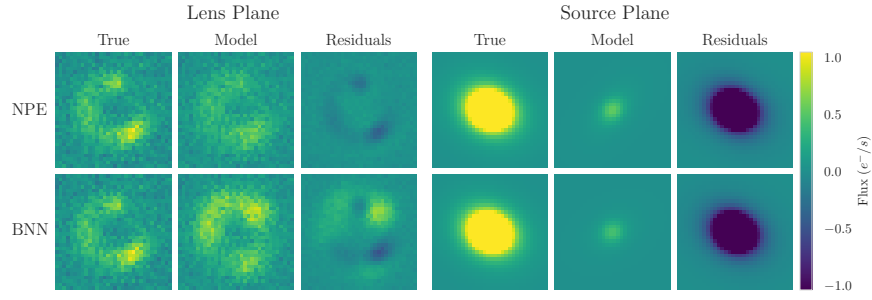 Lens Plane Source Plane
True Model Residuals True Model Residuals
NPE
BNN
1.0
0.5
0.0
−0.5
−1.0
Flux (e⁻/s)